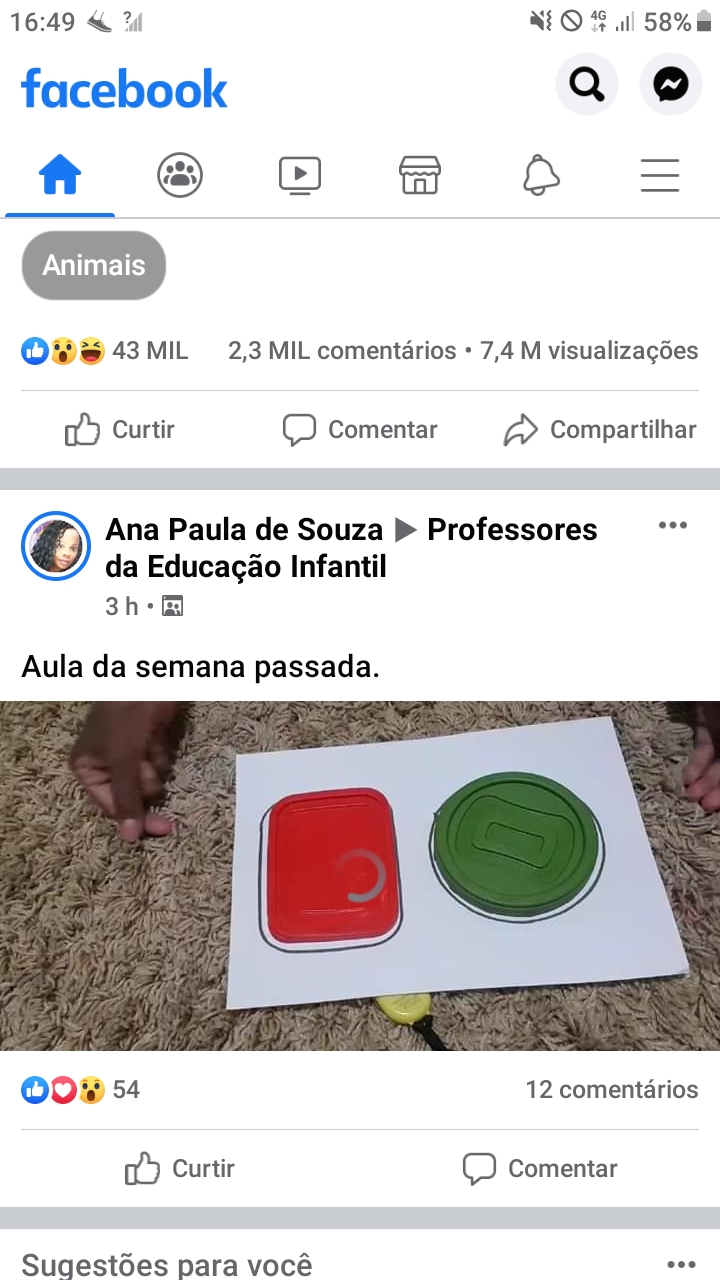 16:49 ? 4G 58%
facebook
Animais
43 MIL 2,3 MIL comentários • 7,4 M visualizações
Curtir Comentar Compartilhar
Ana Paula de Souza ▶ Professores
da Educação Infantil
3 h •
Aula da semana passada.
54 12 comentários
Curtir Comentar
Sugestões para você